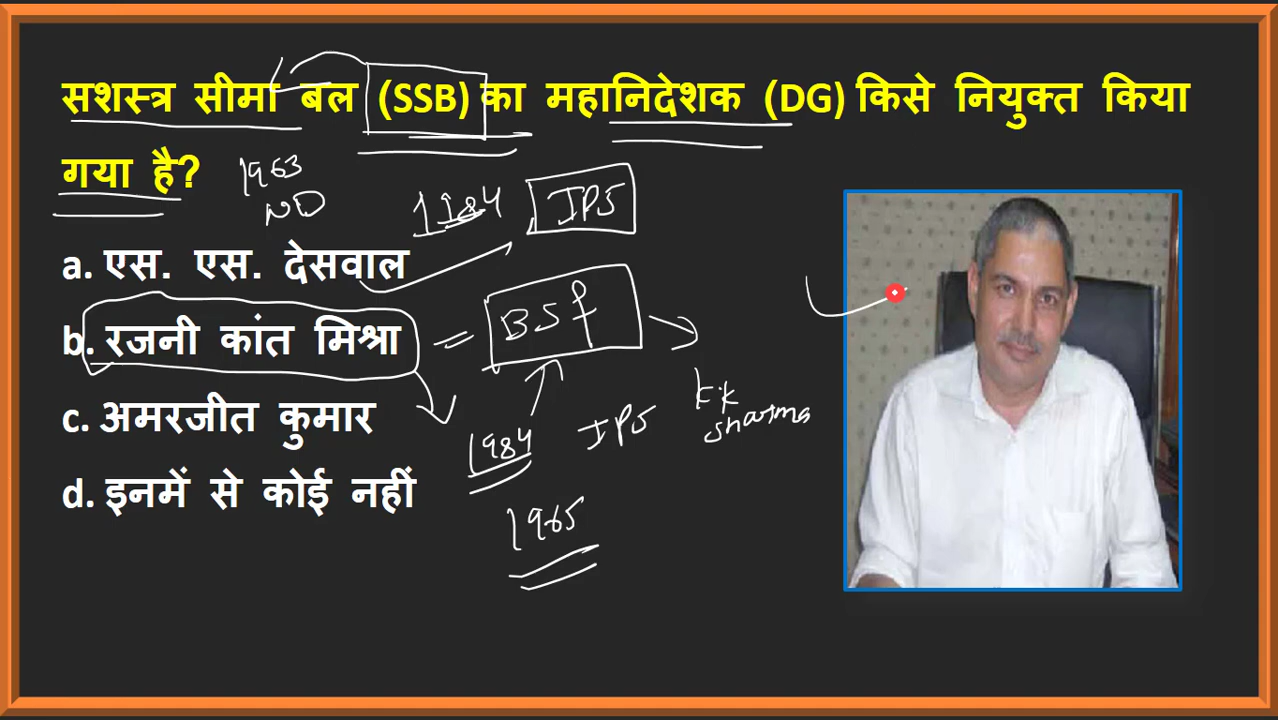 सशस्त्र सीमा बल (SSB) का महानिदेशक (DG) किसे नियुक्त किया
गया है?
1963
ND
1984 IPS
a. एस. एस. देसवाल
b. रजनी कांत मिश्रा = BSF
c. अमरजीत कुमार
1984 IPS
K.K
Sharma
d. इनमें से कोई नहीं
1965